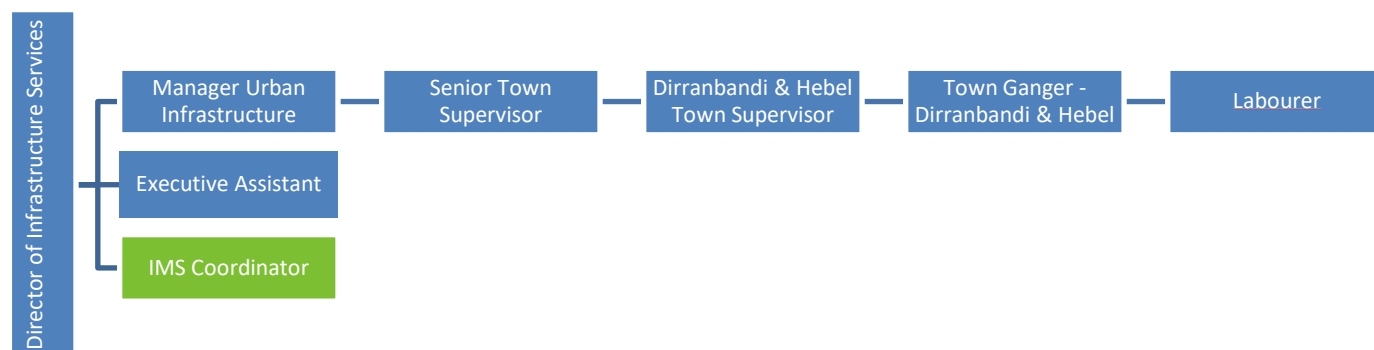 Director of Infrastructure Services
Manager Urban
Infrastructure
Senior Town
Supervisor
Dirranbandi & Hebel
Town Supervisor
Town Ganger -
Dirranbandi & Hebel
Labourer
Executive Assistant
IMS Coordinator